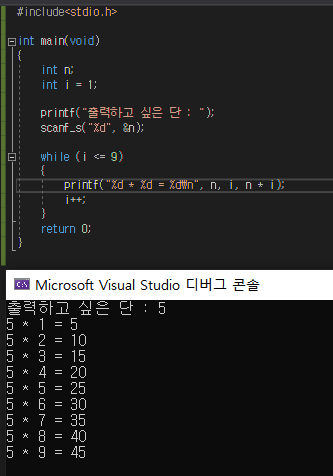 #include<stdio.h>
int main(void)
{
int n;
int i = 1;
printf("출력하고 싶은 단 : ");
scanf_s("%d", &n);
while (i <= 9)
{
printf("%d * %d = %d₩n", n, i, n * i);
i++;
}
return 0;
}
Microsoft Visual Studio 디버그 콘솔
출력하고 싶은 단 : 5
5 * 1 = 5
5 * 2 = 10
5 * 3 = 15
5 * 4 = 20
5 * 5 = 25
5 * 6 = 30
5 * 7 = 35
5 * 8 = 40
5 * 9 = 45